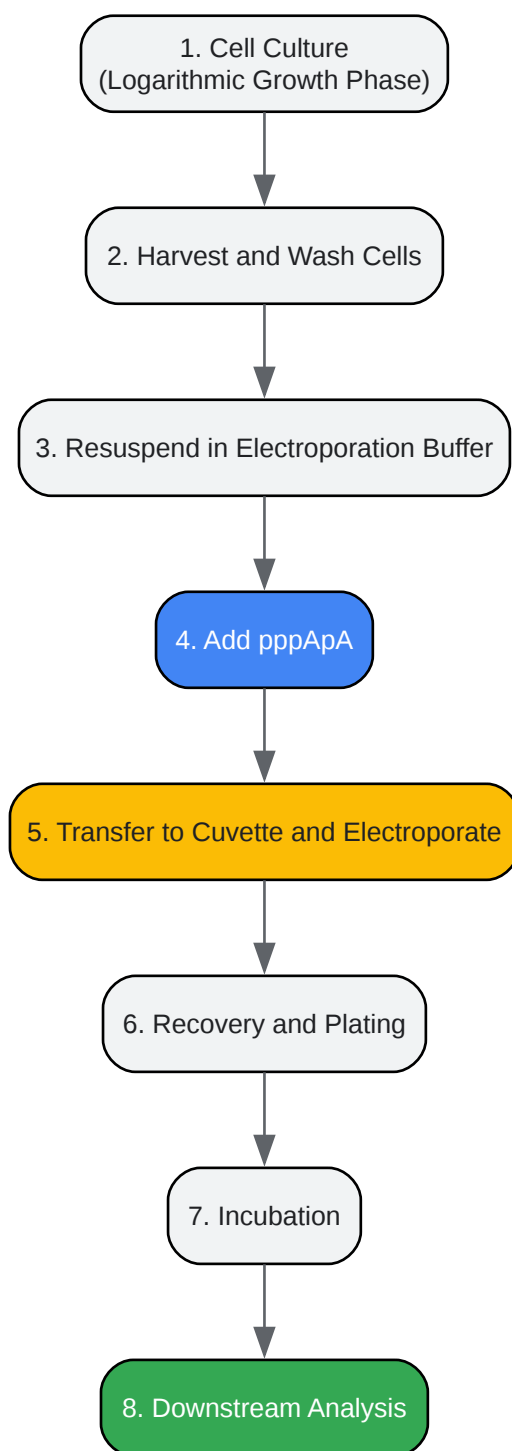 1. Cell Culture
(Logarithmic Growth Phase)
2. Harvest and Wash Cells
3. Resuspend in Electroporation Buffer
4. Add pppApA
5. Transfer to Cuvette and Electroporate
6. Recovery and Plating
7. Incubation
8. Downstream Analysis